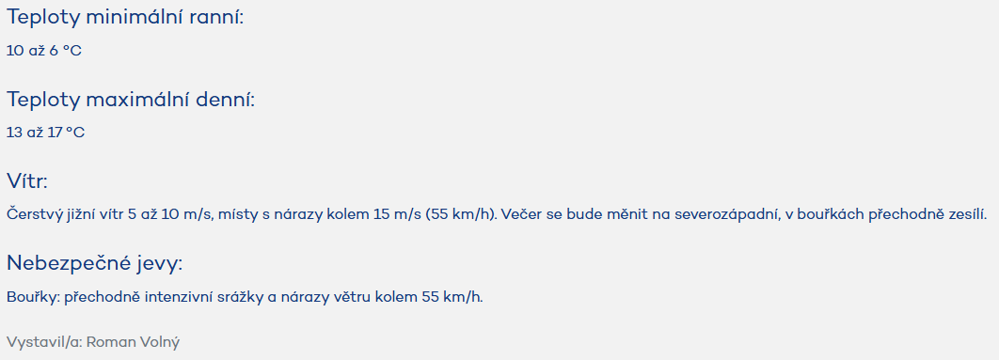 Teploty minimální ranní:
10 až 6 °C
Teploty maximální denní:
13 až 17 °C
Vítr:
Čerstvý jižní vítr 5 až 10 m/s, místy s nárazy kolem 15 m/s (55 km/h). Večer se bude měnit na severozápadní, v bouřkách přechodně zesílí.
Nebezpečné jevy:
Bouřky: přechodně intenzivní srážky a nárazy větru kolem 55 km/h.
Vystavil/a: Roman Volný